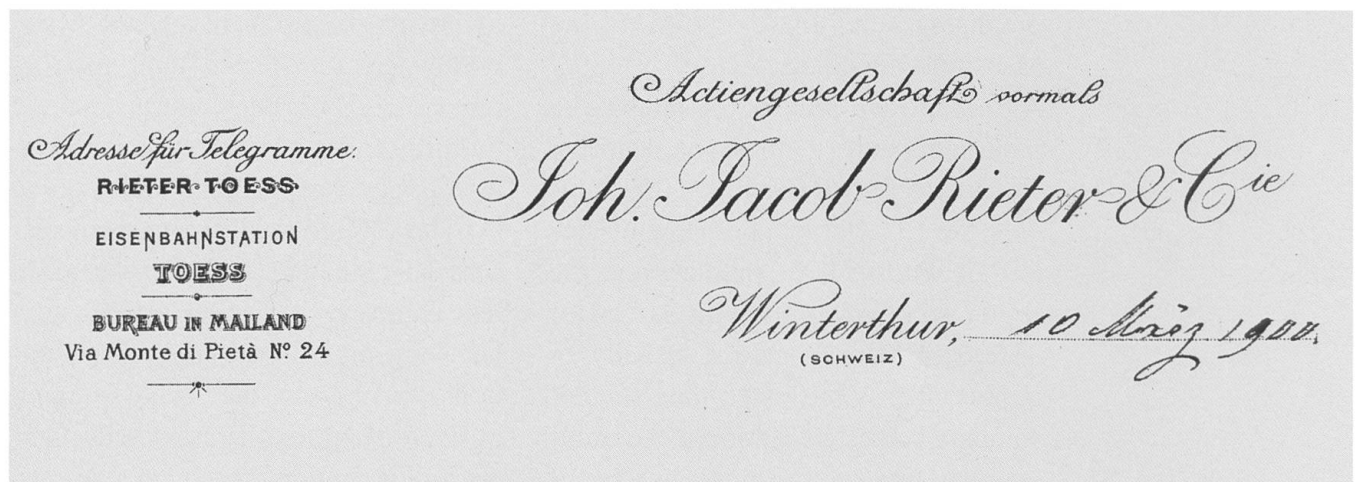 Adresse für Telegramme:
RIETER TOESS
EISENBAHNSTATION
TOESS
BUREAU IN MAILAND
Via Monte di Pietà Nº 24
Actiengesellschaft vormals
Joh. Jacob Rieter & Cie
Winterthur, 10 März 1900.
(SCHWEIZ)